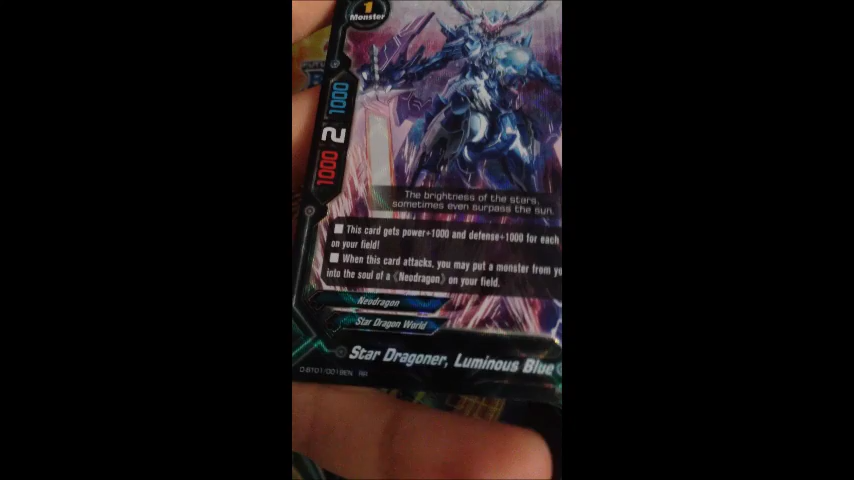 1
Monster
1000
2
1000
The brightness of the stars,
sometimes even surpass the sun.
This card gets power+1000 and defense+1000 for each
on your field!
When this card attacks, you may put a monster from
into the soul of a 《Neodragon》 on your field.
Neodragon
Star Dragon World
Star Dragoner, Luminous Blue
RR